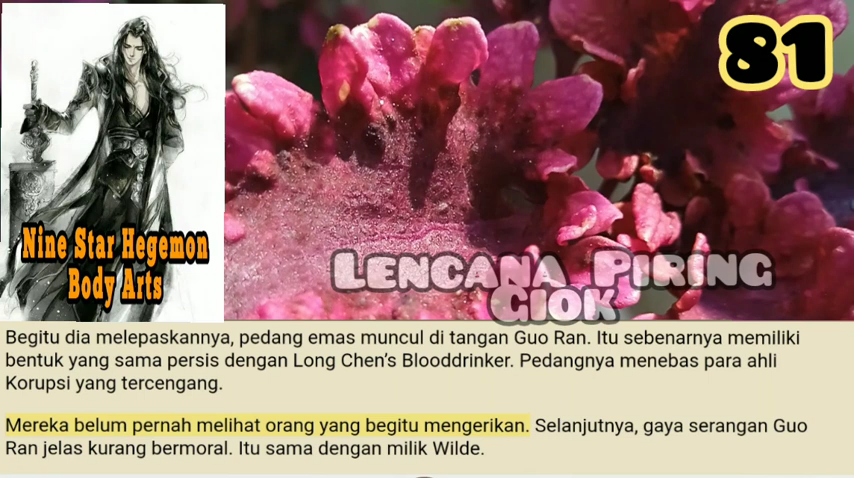 81
Nine Star Hegemon
Body Arts
Lencana Piring
Giok
Begitu dia melepaskannya, pedang emas muncul di tangan Guo Ran. Itu sebenarnya memiliki
bentuk yang sama persis dengan Long Chen’s Blooddrinker. Pedangnya menebas para ahli
Korupsi yang tercengang.
Mereka belum pernah melihat orang yang begitu mengerikan. Selanjutnya, gaya serangan Guo
Ran jelas kurang bermoral. Itu sama dengan milik Wilde.